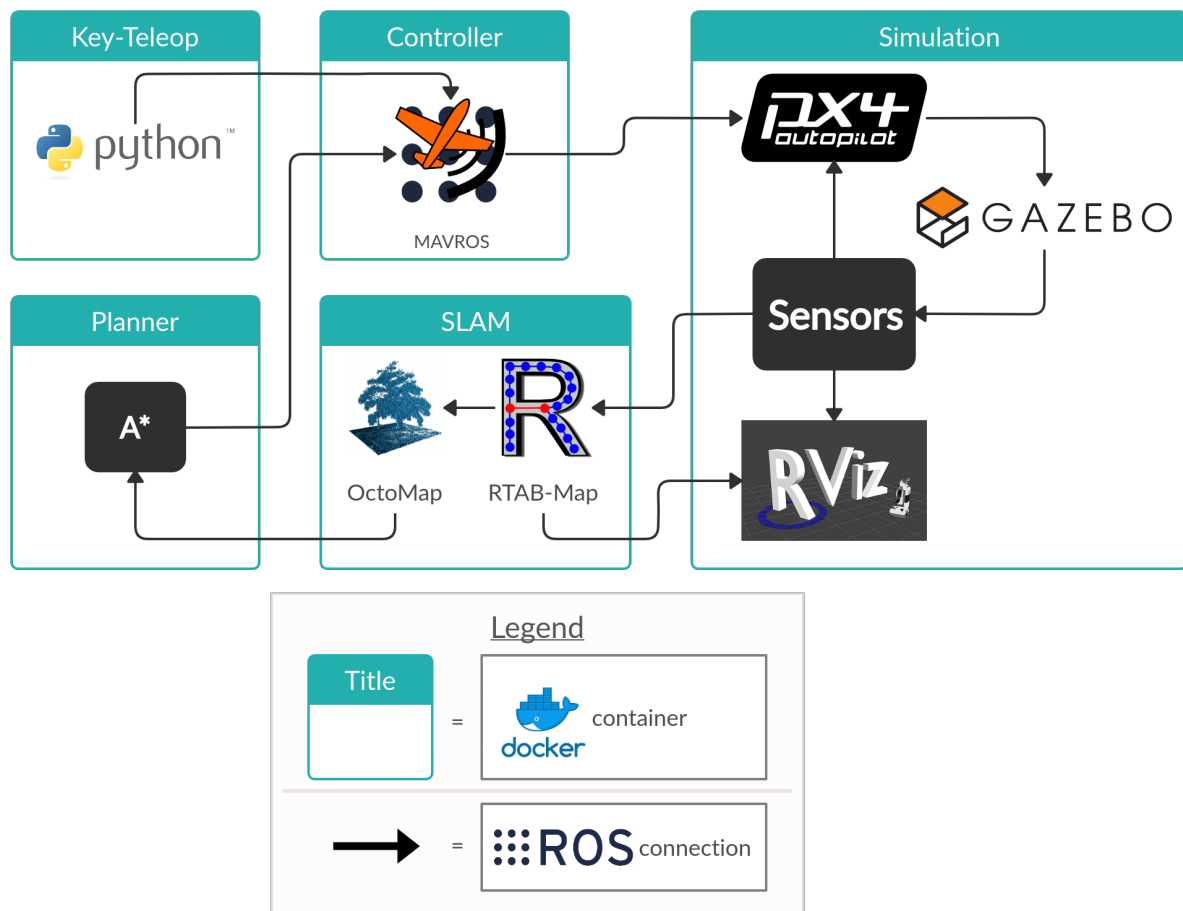 Key-Teleop
Controller
Simulation
python™
MAVROS
px4
autopilot
GAZEBO
Sensors
Planner
SLAM
A*
R
OctoMap
RTAB-Map
RViz
Legend
Title
=
docker
container
=
ROS
connection